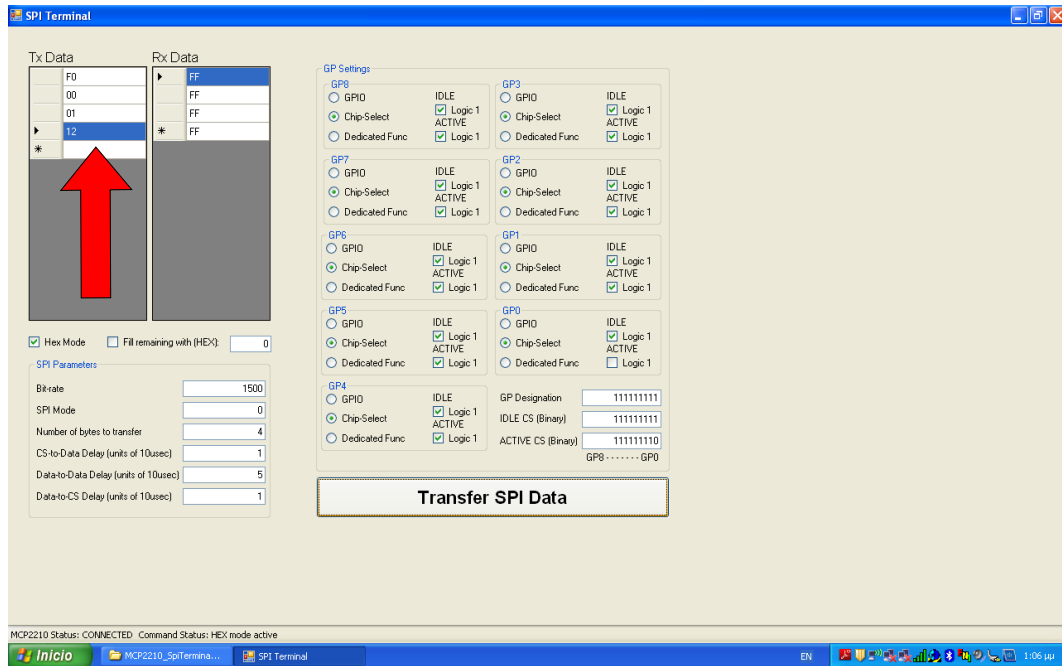 SPI Terminal
Tx Data
F0
00
01
12
Rx Data
FF
FF
FF
FF
Hex Mode
Fill remaining with (HEX):
0
SPI Parameters
Bit-rate 1500
SPI Mode 0
Number of bytes to transfer 4
CS-to-Data Delay (units of 10usec) 1
Data-to-Data Delay (units of 10usec) 5
Data-to-CS Delay (units of 10usec) 1
GP Settings
GP8
GPIO IDLE
Logic 1
Chip-Select
ACTIVE
Dedicated Func Logic 1
GP7
GPIO IDLE
Logic 1
Chip-Select
ACTIVE
Dedicated Func Logic 1
GP6
GPIO IDLE
Logic 1
Chip-Select
ACTIVE
Dedicated Func Logic 1
GP5
GPIO IDLE
Logic 1
Chip-Select
ACTIVE
Dedicated Func Logic 1
GP4
GPIO IDLE
Logic 1
Chip-Select
ACTIVE
Dedicated Func Logic 1
GP3
GPIO IDLE
Logic 1
Chip-Select
ACTIVE
Dedicated Func Logic 1
GP2
GPIO IDLE
Logic 1
Chip-Select
ACTIVE
Dedicated Func Logic 1
GP1
GPIO IDLE
Logic 1
Chip-Select
ACTIVE
Dedicated Func Logic 1
GP0
GPIO IDLE
Logic 1
Chip-Select
ACTIVE
Dedicated Func Logic 1
GP Designation 111111111
IDLE CS (Binary) 111111111
ACTIVE CS (Binary) 111111110
GP8 - - - - - - - GP0
Transfer SPI Data
MCP2210 Status: CONNECTED Command Status: HEX mode active
Inicio
MCP2210_SpiTermina...
SPI Terminal
EN
1:06 μμ